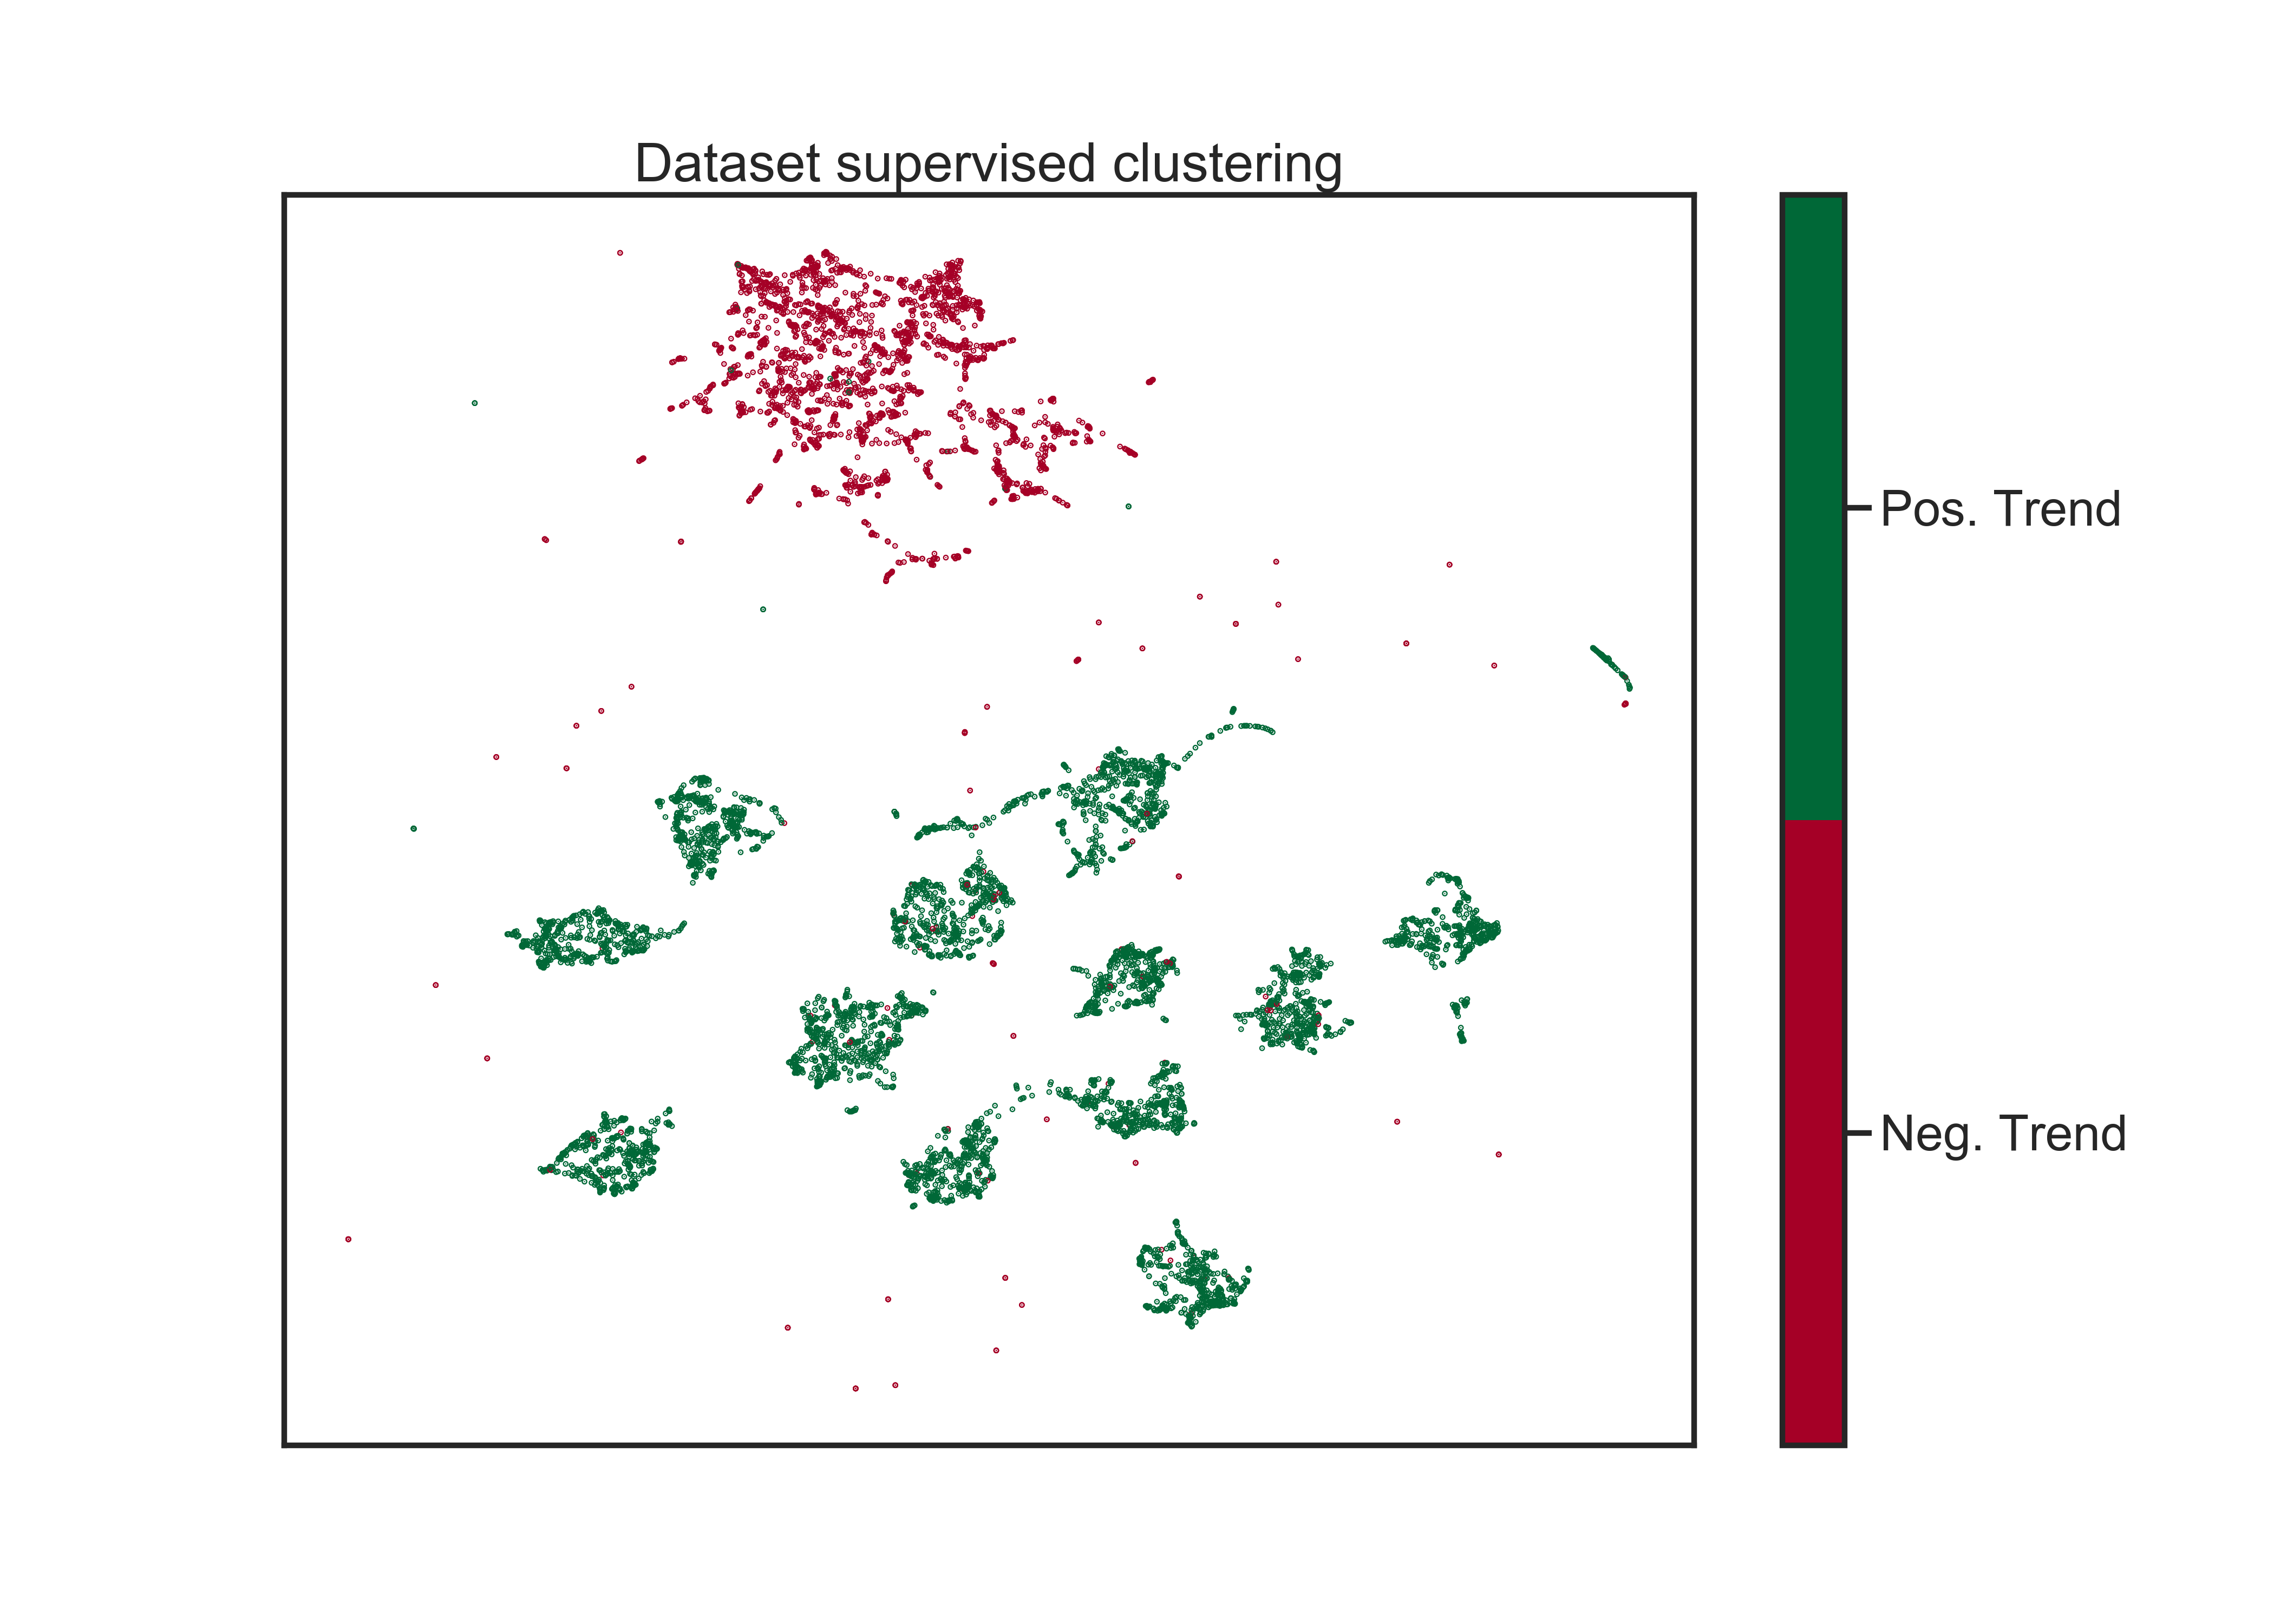 Dataset supervised clustering
Pos. Trend
Neg. Trend